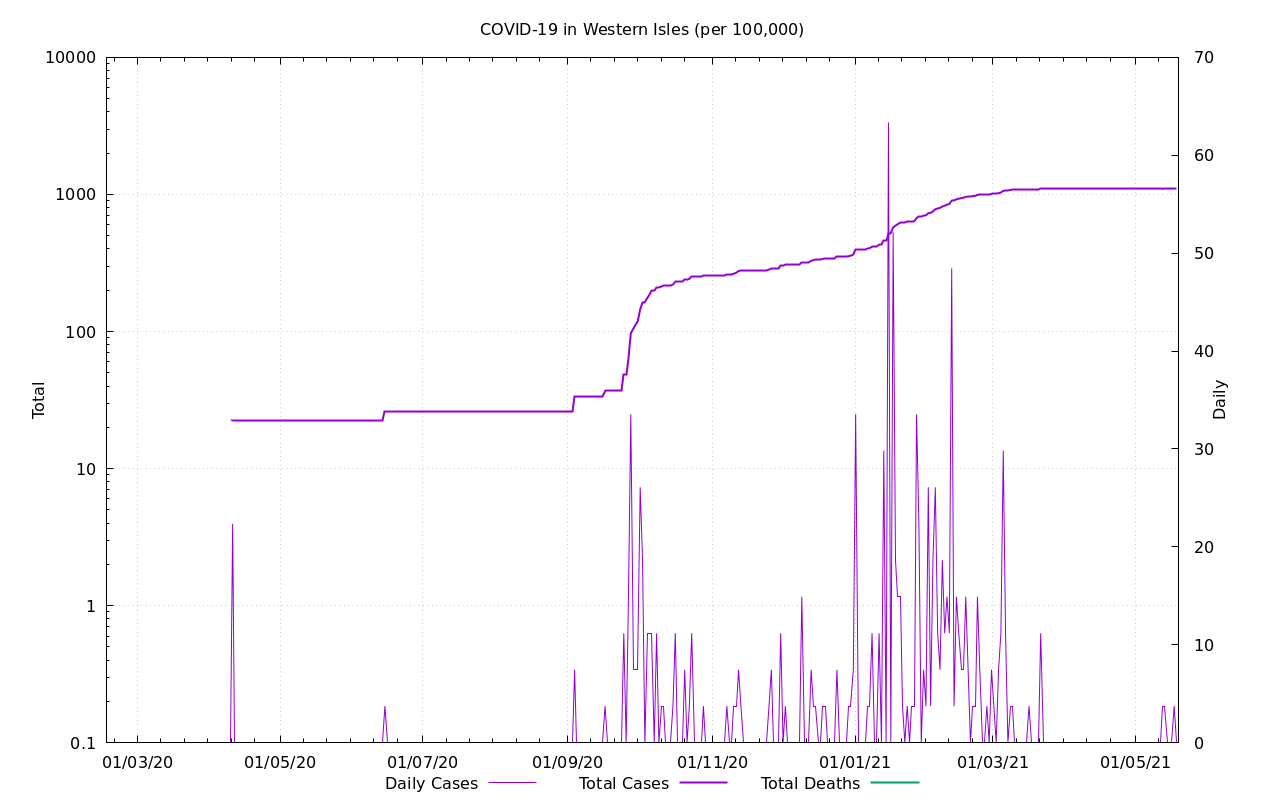 COVID-19 in Western Isles (per 100,000)
10000
1000
100
10
1
0.1
Total
70
60
50
40
30
20
10
0
Daily
01/03/20 01/05/20 01/07/20 01/09/20 01/11/20 01/01/21 01/03/21 01/05/21
Daily Cases Total Cases Total Deaths